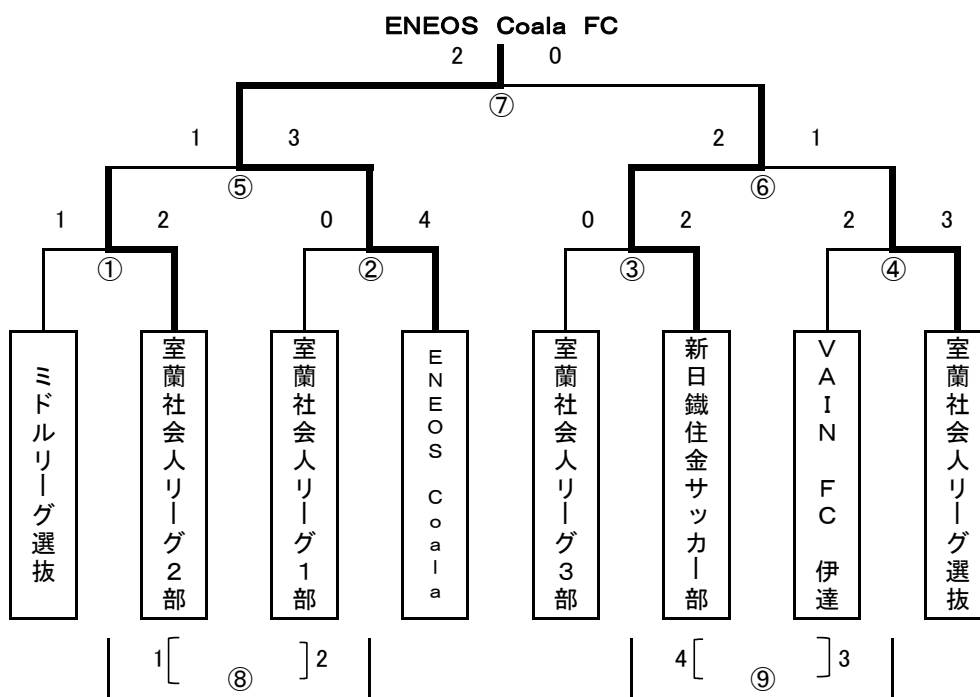 ENEOS Coala FC
2 0
⑦
1 3 2 1
⑤ ⑥
1 2 0 4 0 2 2 3
① ② ③ ④
ミドルリーグ選抜
室蘭社会人リーグ2部
室蘭社会人リーグ1部
ENEOS Coala
室蘭社会人リーグ3部
新日鐵住金サッカー部
VAIN FC 伊達
室蘭社会人リーグ選抜
1[ ]2 4[ ]3
⑧ ⑨